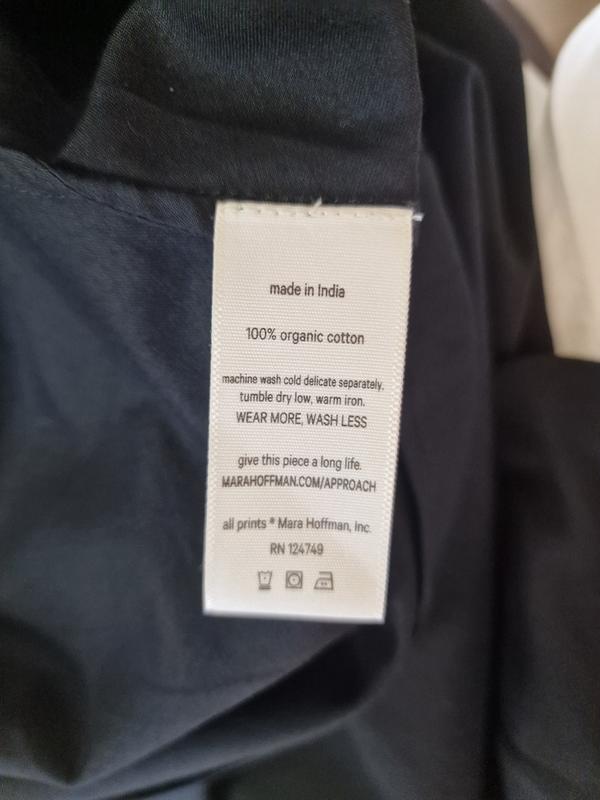 made in India
100% organic cotton
machine wash cold delicate separately.
tumble dry low, warm iron.
WEAR MORE, WASH LESS
give this piece a long life.
MARAHOFFMAN.COM/APPROACH
all prints ® Mara Hoffman, Inc.
RN 124749